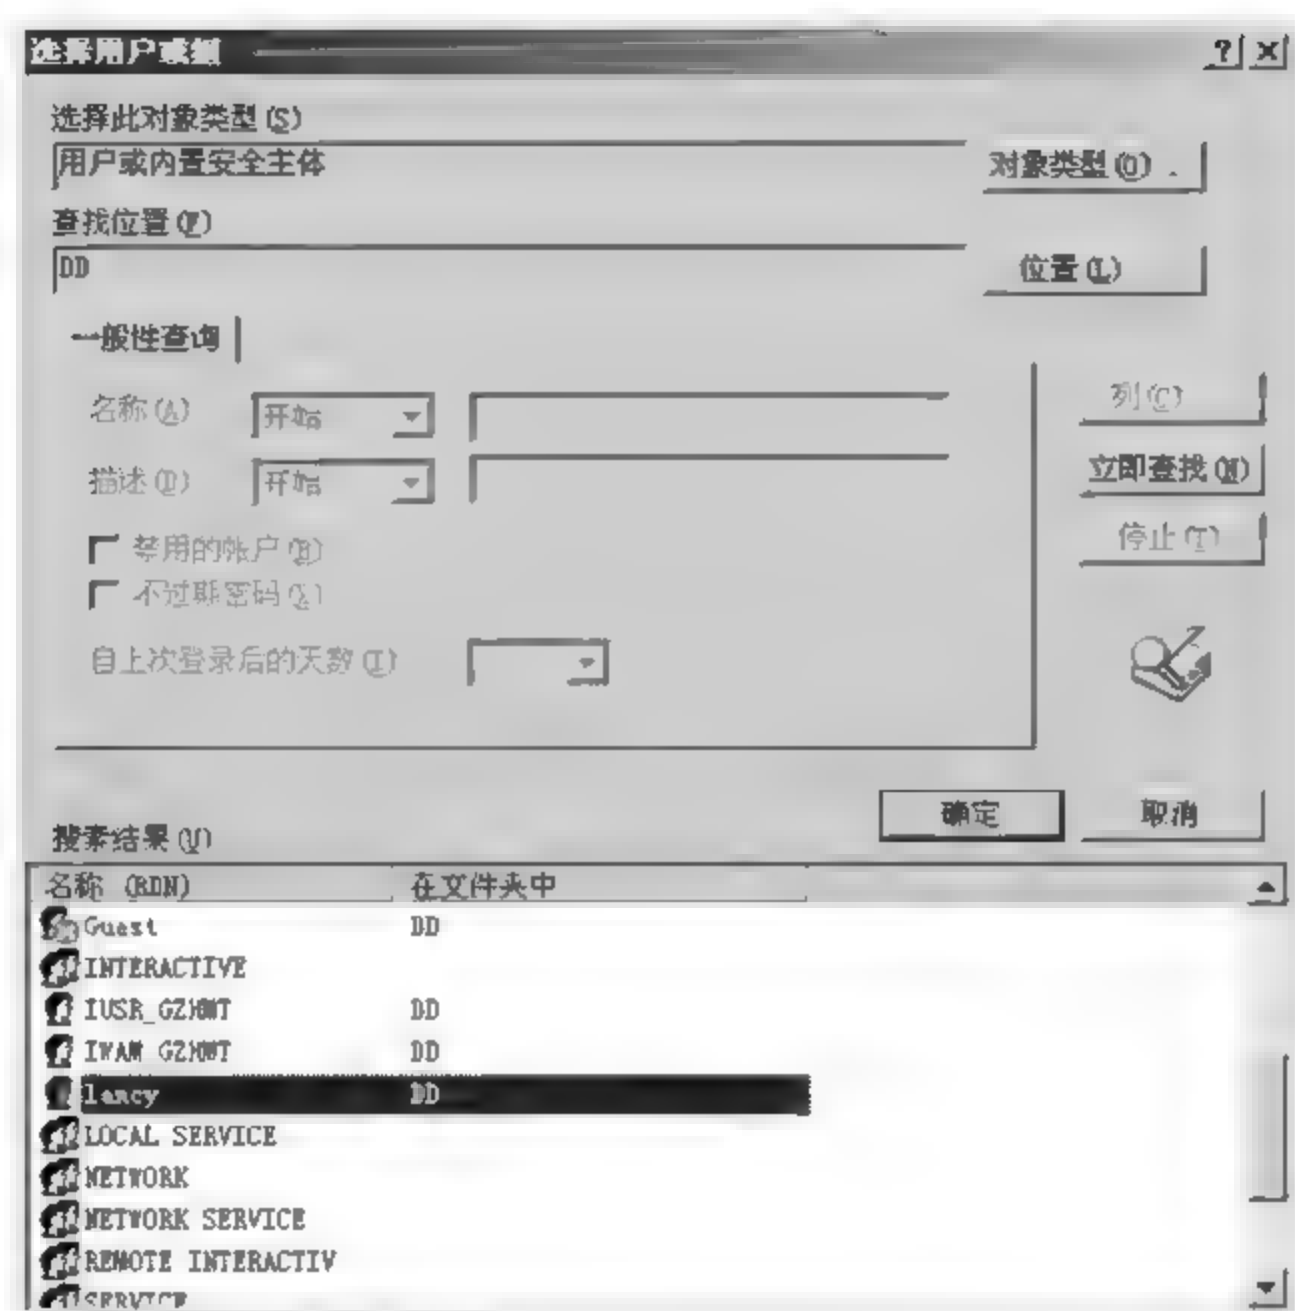 选择用户或组
选择此对象类型(S)
用户或内置安全主体
对象类型(O)
查找位置(F)
DD
位置(L)
一般性查询
名称(A)
开始
列(C)
描述(D)
开始
立即查找(N)
禁用的帐户(B)
停止(T)
不过期密码(X)
自上次登录后的天数(I)
确定
取消
搜索结果(U)
名称 (RDN)
在文件夹中
Guest DD
INTERACTIVE
IUSR_GZHMWT DD
IWAM_GZHMWT DD
lancy DD
LOCAL SERVICE
NETWORK
NETWORK SERVICE
REMOTE INTERACTIV
SERVICE